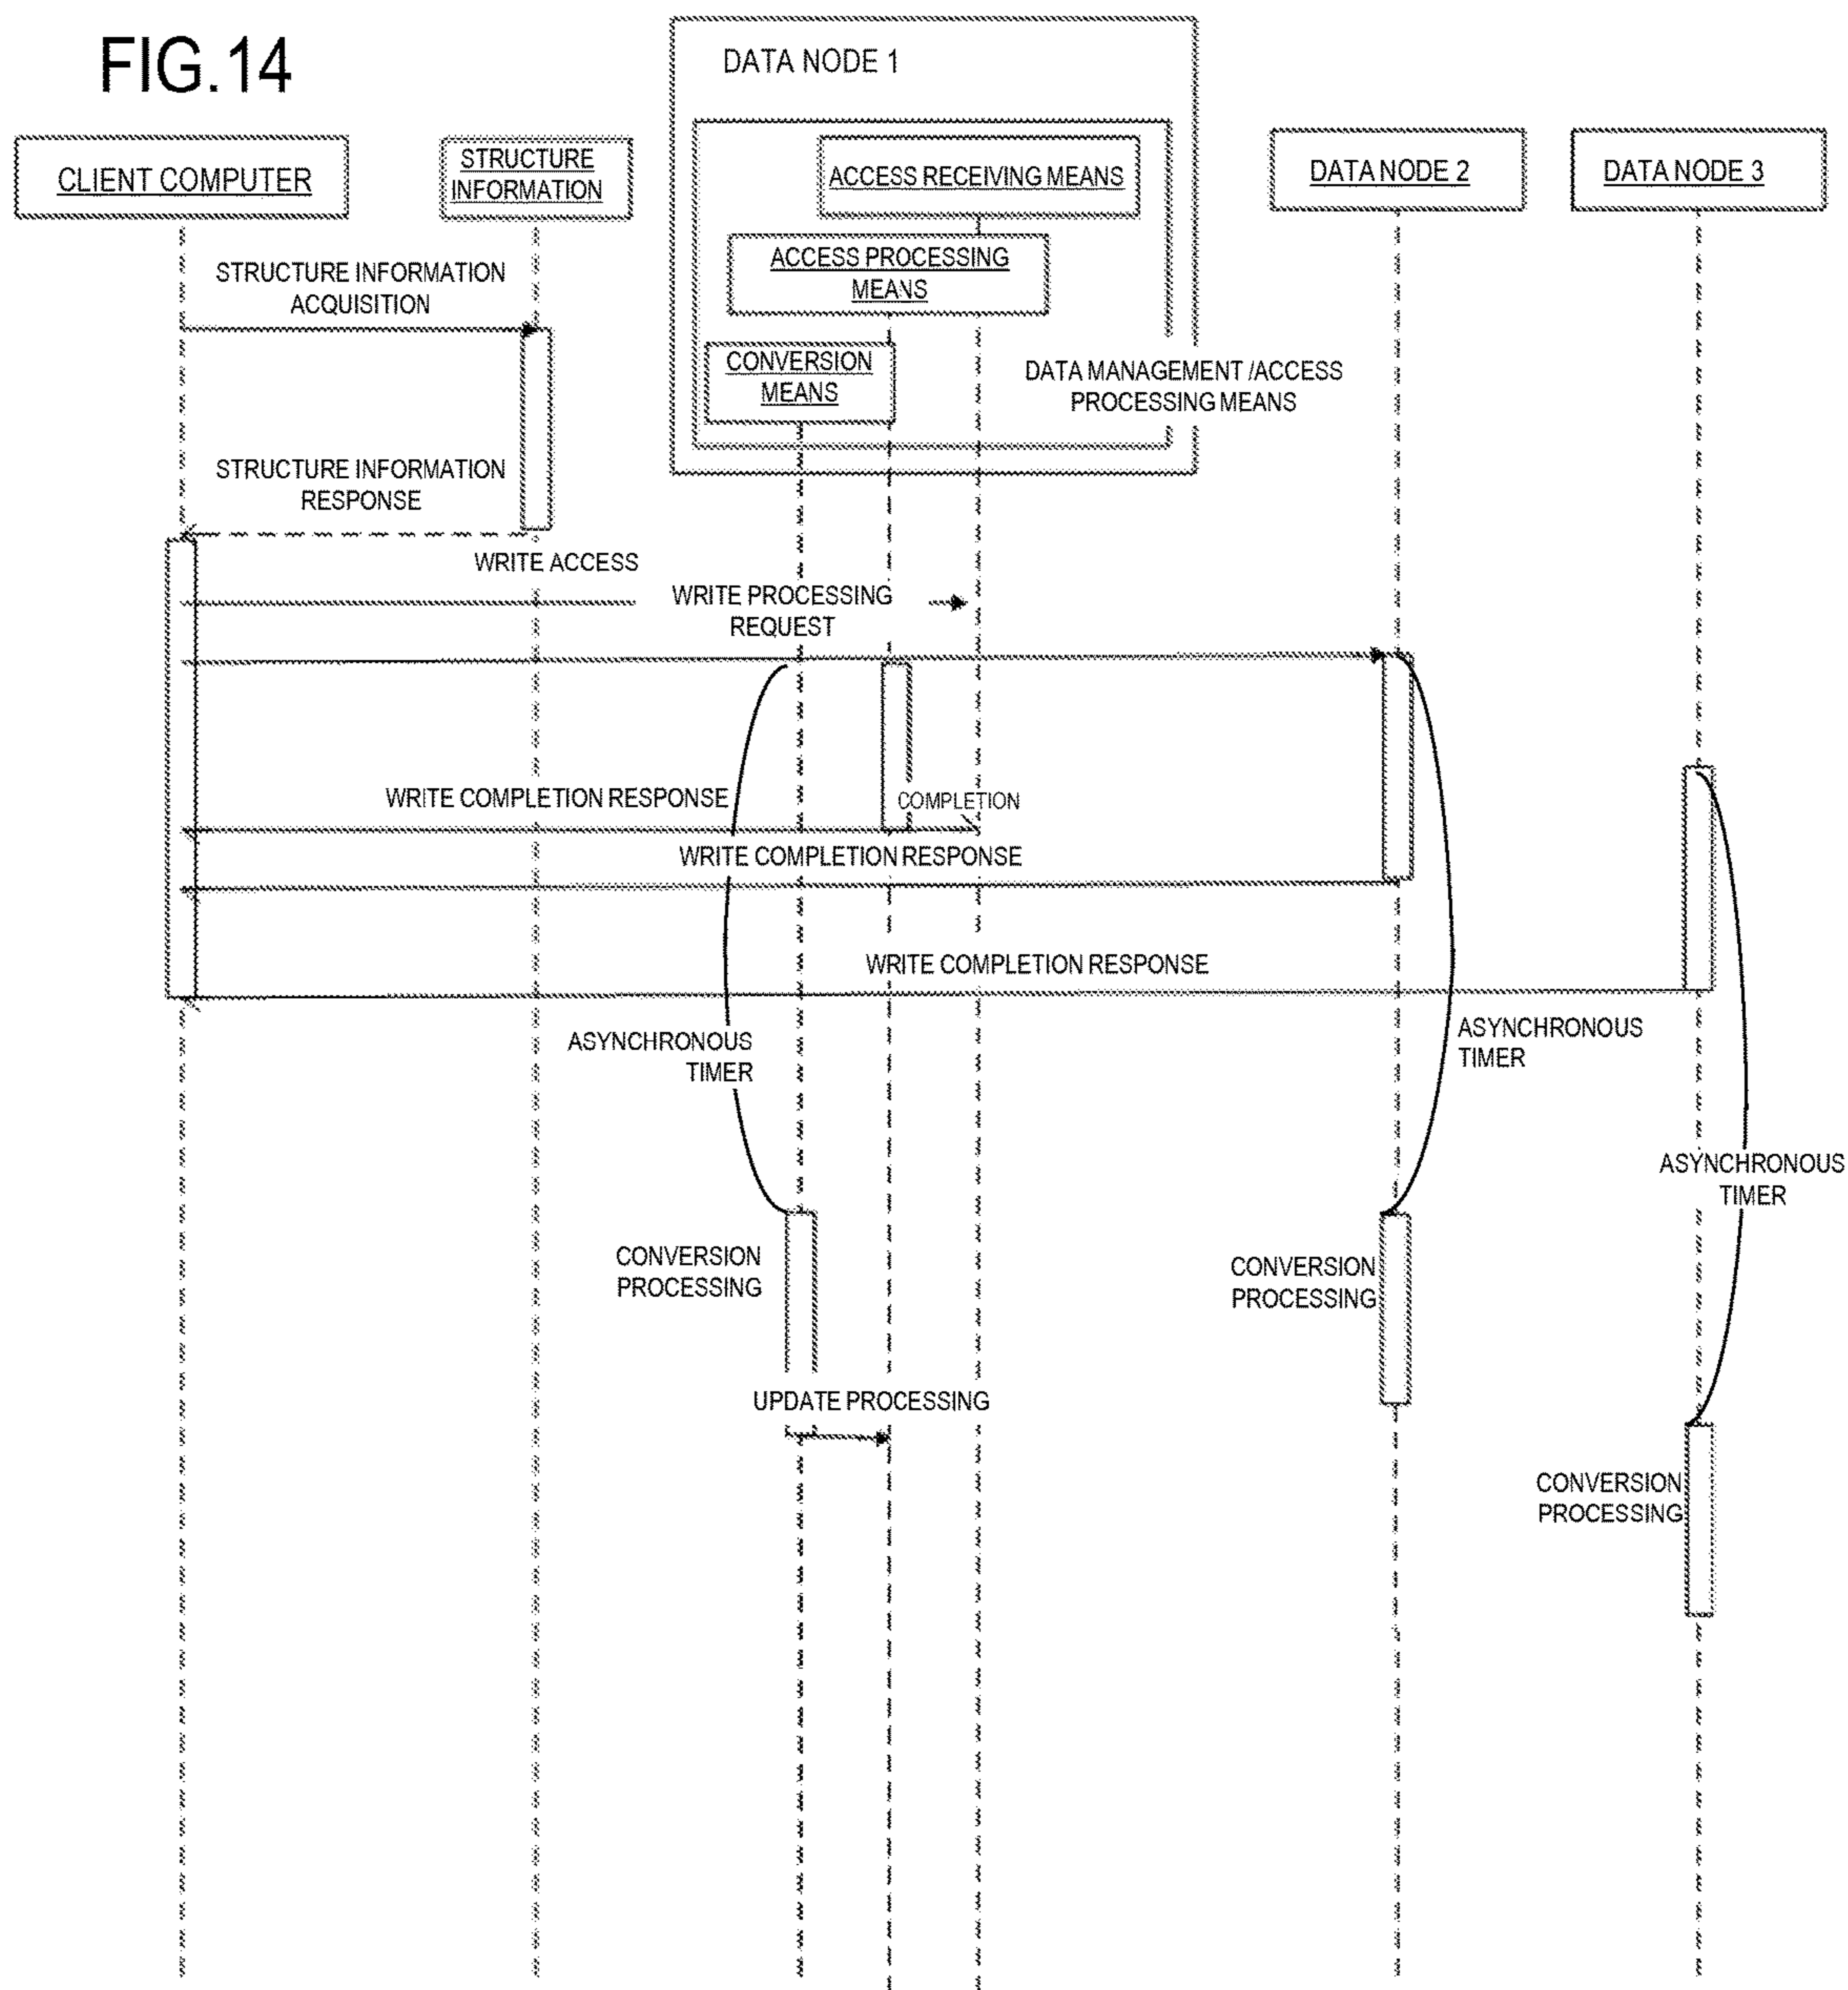 FIG.14
DATA NODE 1
CLIENT COMPUTER
STRUCTURE
INFORMATION
ACCESS RECEIVING MEANS
DATA NODE 2
DATA NODE 3
ACCESS PROCESSING
MEANS
STRUCTURE INFORMATION
ACQUISITION
CONVERSION
MEANS
DATA MANAGEMENT /ACCESS
PROCESSING MEANS
STRUCTURE INFORMATION
RESPONSE
WRITE ACCESS
WRITE PROCESSING
REQUEST
WRITE COMPLETION RESPONSE
COMPLETION
WRITE COMPLETION RESPONSE
WRITE COMPLETION RESPONSE
ASYNCHRONOUS
TIMER
ASYNCHRONOUS
TIMER
ASYNCHRONOUS
TIMER
CONVERSION
PROCESSING
CONVERSION
PROCESSING
UPDATE PROCESSING
CONVERSION
PROCESSING